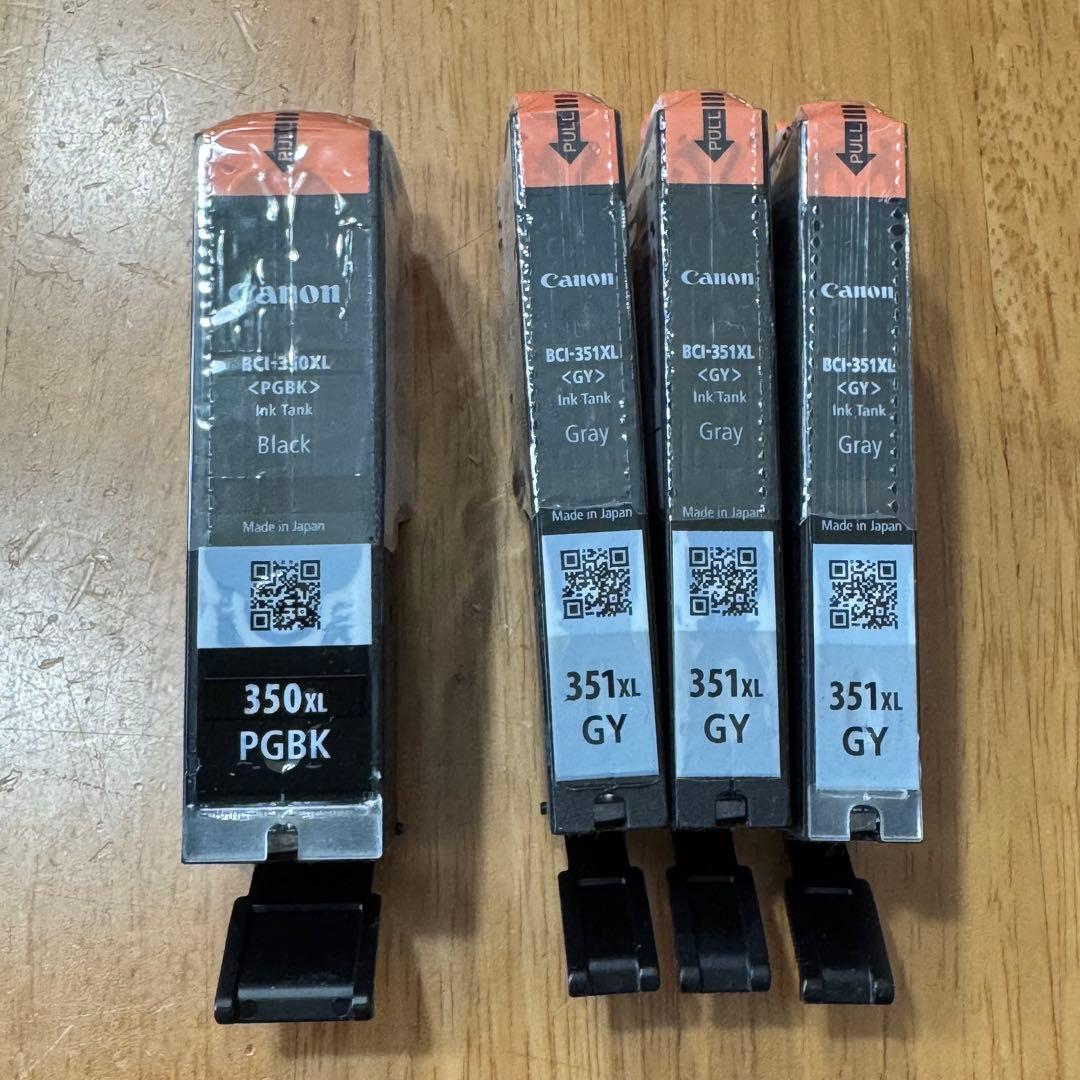 PULL
Canon
BCI-350XL
<PGBK>
Ink Tank
Black
Made in Japan
350XL
PGBK
PULL
Canon
BCI-351XL
<GY>
Ink Tank
Gray
Made in Japan
351XL
GY
PULL
Canon
BCI-351XL
<GY>
Ink Tank
Gray
Made in Japan
351XL
GY
PULL
Canon
BCI-351XL
<GY>
Ink Tank
Gray
Made in Japan
351XL
GY